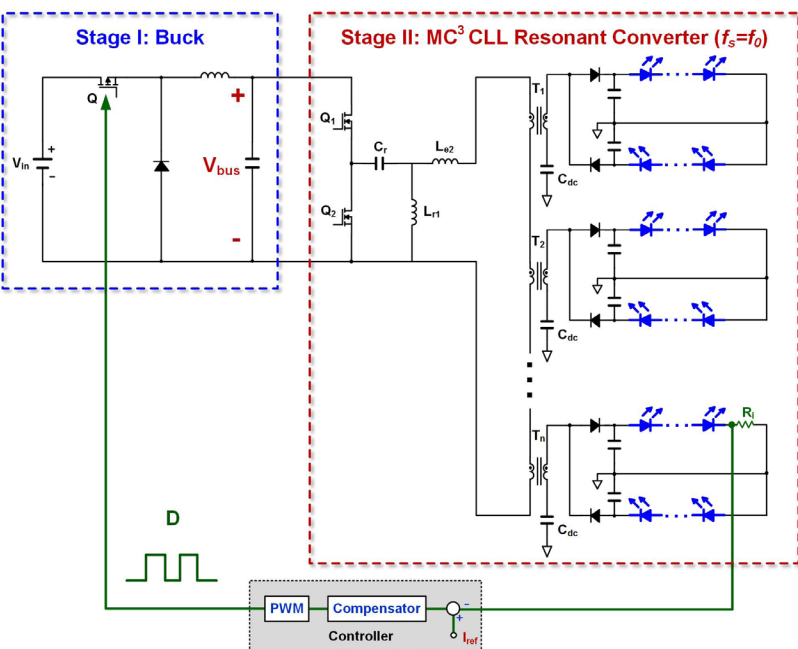 Stage I: Buck
Stage II: MC³ CLL Resonant Converter (fs=f0)
Q
+
Vin
+
-
Vbus
-
Q1
Q2
Cr
Le2
Lr1
T1
Cdc
T2
Cdc
Tn
RI
Cdc
D
PWM
Compensator
-
+
Iref
Controller